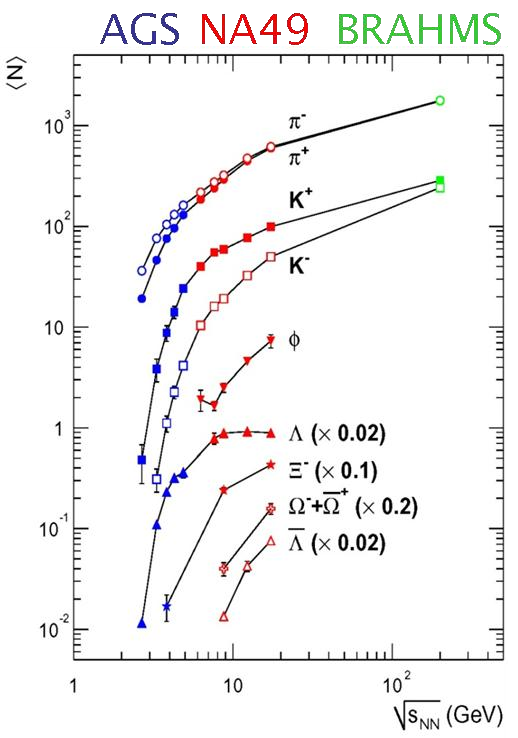 AGS NA49 BRAHMS
⟨N⟩
10³
10²
10
1
10⁻¹
10⁻²
π⁻
π⁺
K⁺
K⁻
ϕ
Λ (× 0.02)
Ξ⁻ (× 0.1)
Ω⁻+Ω̅⁺ (× 0.2)
Λ̅ (× 0.02)
1 10 10²
√s_NN (GeV)